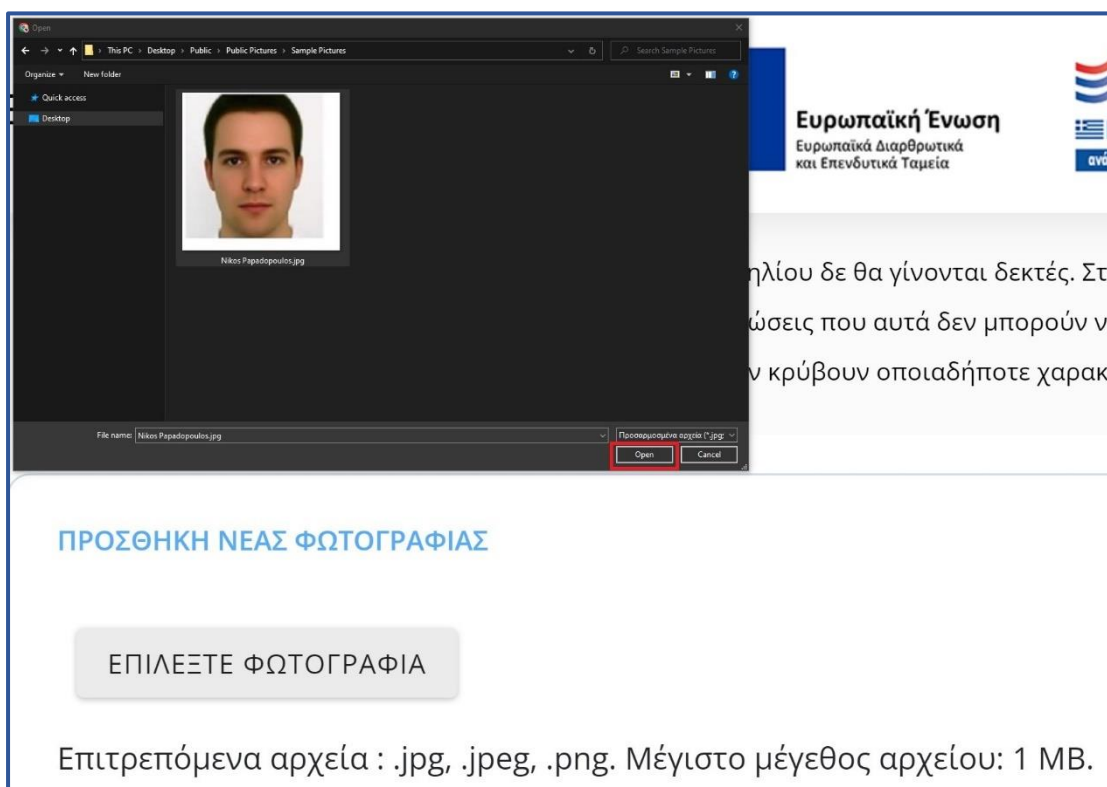 Open
This PC › Desktop › Public › Public Pictures › Sample Pictures
Search Sample Pictures
Organize
New folder
Quick access
Desktop
Nikos Papadopoulos.jpg
File name: Nikos Papadopoulos.jpg
Προσαρμοσμένα αρχεία (*.jpg;
Open
Cancel
Ευρωπαϊκή Ένωση
Ευρωπαϊκά Διαρθρωτικά
και Επενδυτικά Ταμεία
ηλίου δε θα γίνονται δεκτές. Στ
ώσεις που αυτά δεν μπορούν ν
ν κρύβουν οποιαδήποτε χαρακ
ΠΡΟΣΘΗΚΗ ΝΕΑΣ ΦΩΤΟΓΡΑΦΙΑΣ
ΕΠΙΛΕΞΤΕ ΦΩΤΟΓΡΑΦΙΑ
Επιτρεπόμενα αρχεία : .jpg, .jpeg, .png. Μέγιστο μέγεθος αρχείου: 1 MB.